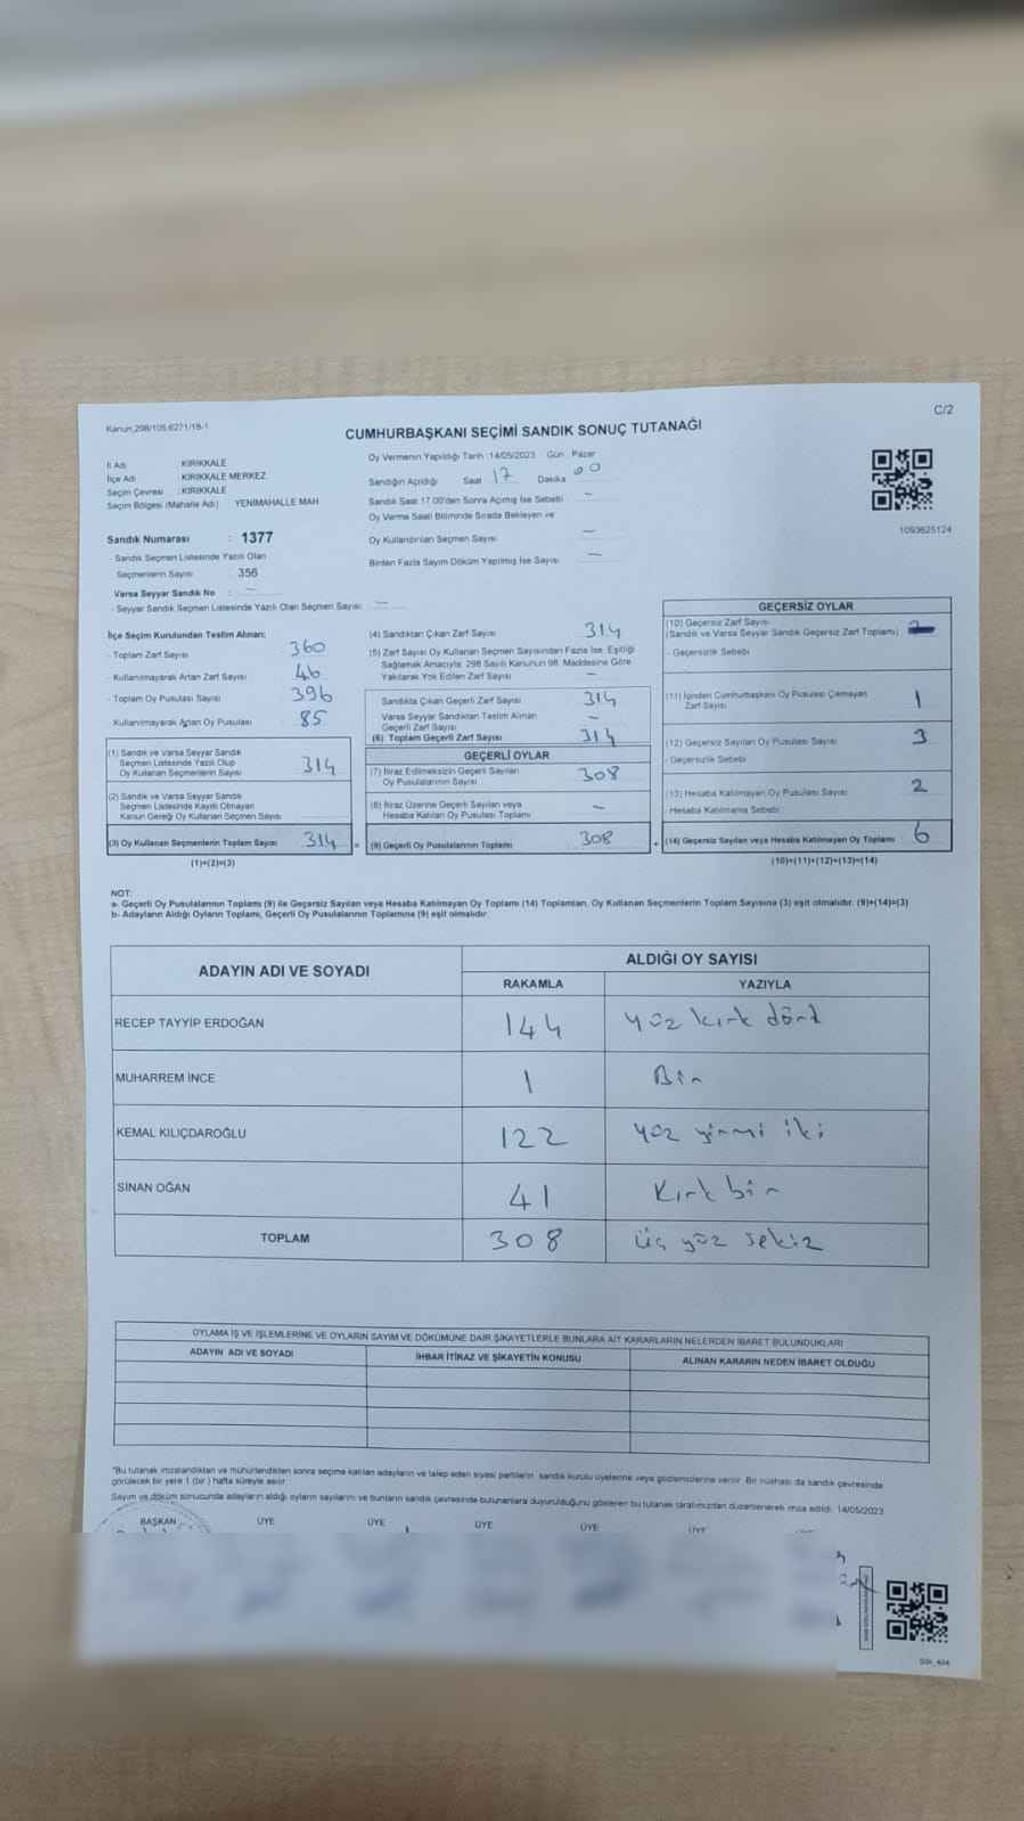 Kanun 298/105 6271/19-1
C/2
CUMHURBAŞKANI SEÇİMİ SANDIK SONUÇ TUTANAĞI
İl Adı KIRIKKALE
İlçe Adı KIRIKKALE MERKEZ
Seçim Çevresi : KIRIKKALE
Seçim Bölgesi (Mahalle Adı) YENİMAHALLE MAH
Sandık Numarası : 1377
- Sandık Seçmen Listesinde Yazılı Olan
Seçmenlerin Sayısı 356
Varsa Seyyar Sandık No : —
- Seyyar Sandık Seçmen Listesinde Yazılı Olan Seçmen Sayısı —
Oy Vermenin Yapıldığı Tarih :14/05/2023 Gün Pazar
Sandığın Açıldığı Saat 17 Dakika 00
Sandık Saat 17.00'den Sonra Açılmış İse Sebebi —
Oy Verme Saati Bitiminde Sırada Bekleyen ve
Oy Kullandırılan Seçmen Sayısı —
Birden Fazla Sayım Döküm Yapılmış İse Sayısı —
1093625124
İlçe Seçim Kurulundan Teslim Alınan;
- Toplam Zarf Sayısı 360
- Kullanılmayarak Artan Zarf Sayısı 46
- Toplam Oy Pusulası Sayısı 396
Kullanılmayarak Artan Oy Pusulası 85
(1) Sandık ve Varsa Seyyar Sandık
Seçmen Listesinde Yazılı Olup
Oy Kullanan Seçmenlerin Sayısı 314
(2) Sandık ve Varsa Seyyar Sandık
Seçmen Listesinde Kayıtlı Olmayan
Kanun Gereği Oy Kullanan Seçmen Sayısı
(3) Oy Kullanan Seçmenlerin Toplam Sayısı 314
(1)+(2)=(3)
(4) Sandıktan Çıkan Zarf Sayısı 314
(5) Zarf Sayısı Oy Kullanan Seçmen Sayısından Fazla İse, Eşitliği
Sağlamak Amacıyla 298 Sayılı Kanunun 98. Maddesine Göre
Yakılarak Yok Edilen Zarf Sayısı —
Sandıkta Çıkan Geçerli Zarf Sayısı 314
Varsa Seyyar Sandıktan Teslim Alınan
Geçerli Zarf Sayısı —
(6) Toplam Geçerli Zarf Sayısı 314
GEÇERLİ OYLAR
(7) İtiraz Edilmeksizin Geçerli Sayılan
Oy Pusulalarının Sayısı 308
(8) İtiraz Üzerine Geçerli Sayılan veya
Hesaba Katılan Oy Pusulası Toplamı —
= (9) Geçerli Oy Pusulalarının Toplamı 308
GEÇERSİZ OYLAR
(10) Geçersiz Zarf Sayısı
(Sandık ve Varsa Seyyar Sandık Geçersiz Zarf Toplamı)
- Geçersizlik Sebebi
(11) İçinden Cumhurbaşkanı Oy Pusulası Çıkmayan
Zarf Sayısı 1
(12) Geçersiz Sayılan Oy Pusulası Sayısı 3
- Geçersizlik Sebebi
(13) Hesaba Katılmayan Oy Pusulası Sayısı 2
- Hesaba Katılmama Sebebi
+ (14) Geçersiz Sayılan veya Hesaba Katılmayan Oy Toplamı 6
(10)+(11)+(12)+(13)=(14)
NOT:
a- Geçerli Oy Pusulalarının Toplamı (9) ile Geçersiz Sayılan veya Hesaba Katılmayan Oy Toplamı (14) Toplamları, Oy Kullanan Seçmenlerin Toplam Sayısına (3) eşit olmalıdır. (9)+(14)=(3)
b- Adayların Aldığı Oyların Toplamı, Geçerli Oy Pusulalarının Toplamına (9) eşit olmalıdır.
ADAYIN ADI VE SOYADI
ALDIĞI OY SAYISI
RAKAMLA YAZIYLA
RECEP TAYYİP ERDOĞAN 144 yüz kırk dört
MUHARREM İNCE 1 Bir
KEMAL KILIÇDAROĞLU 122 yüz yirmi iki
SİNAN OĞAN 41 Kırk bir
TOPLAM 308 üç yüz sekiz
OYLAMA İŞ VE İŞLEMLERİNE VE OYLARIN SAYIM VE DÖKÜMÜNE DAİR ŞİKAYETLERLE BUNLARA AİT KARARLARIN NELERDEN İBARET BULUNDUKLARI
ADAYIN ADI VE SOYADI İHBAR İTİRAZ VE ŞİKAYETİN KONUSU ALINAN KARARIN NEDEN İBARET OLDUĞU
"Bu tutanak imzalandıktan ve mühürlendikten sonra seçime katılan adayların ve talep eden siyasi partilerin sandık kurulu üyelerine veya gözlemcilerine verilir. Bir nüshası da sandık çevresinde
görülecek bir yere 1 (bir) hafta süreyle asılır.
Sayım ve döküm sonucunda adayların aldığı oyların sayılarını ve bunların sandık çevresinde bulunanlara duyurulduğunu gösteren bu tutanak tarafımızdan düzenlenerek imza edildi. 14/05/2023
BAŞKAN ÜYE ÜYE ÜYE ÜYE ÜYE